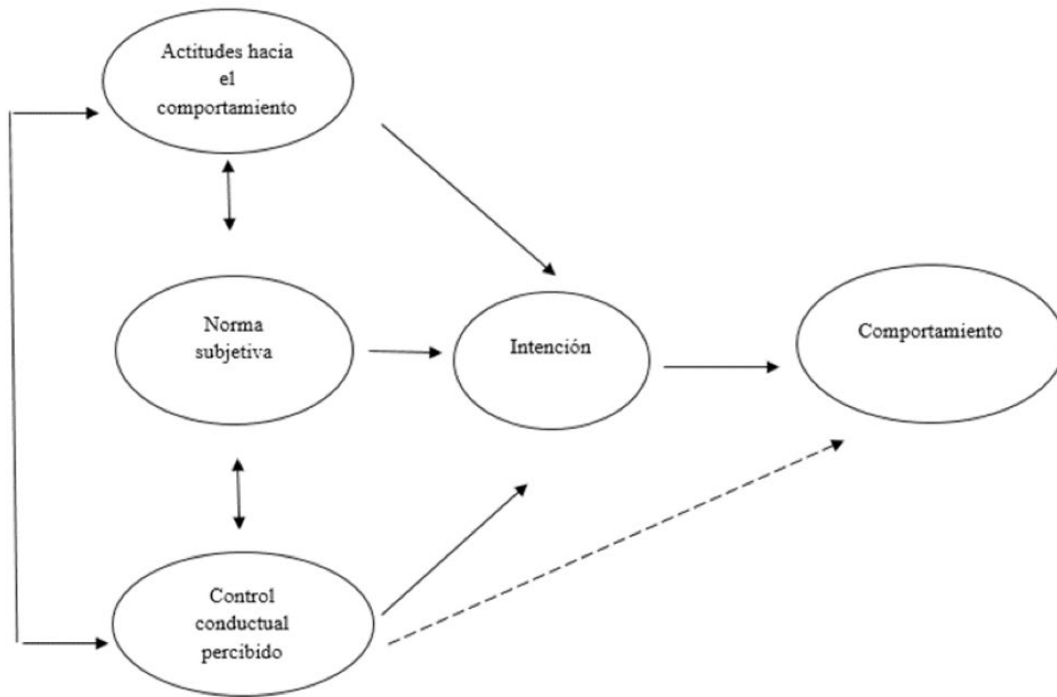 Actitudes hacia
el
comportamiento
Norma
subjetiva
Intención
Comportamiento
Control
conductual
percibido